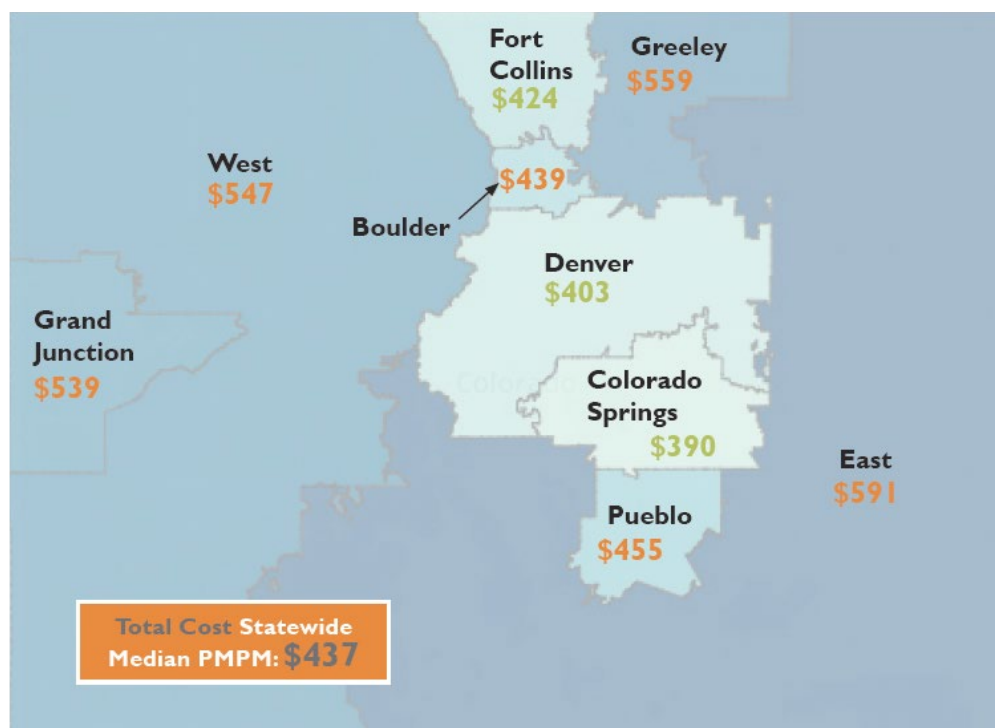 Fort
Collins
$424
Greeley
$559
West
$547
$439
Boulder
Denver
$403
Grand
Junction
$539
Colorado
Springs
$390
East
$591
Pueblo
$455
Total Cost Statewide
Median PMPM: $437